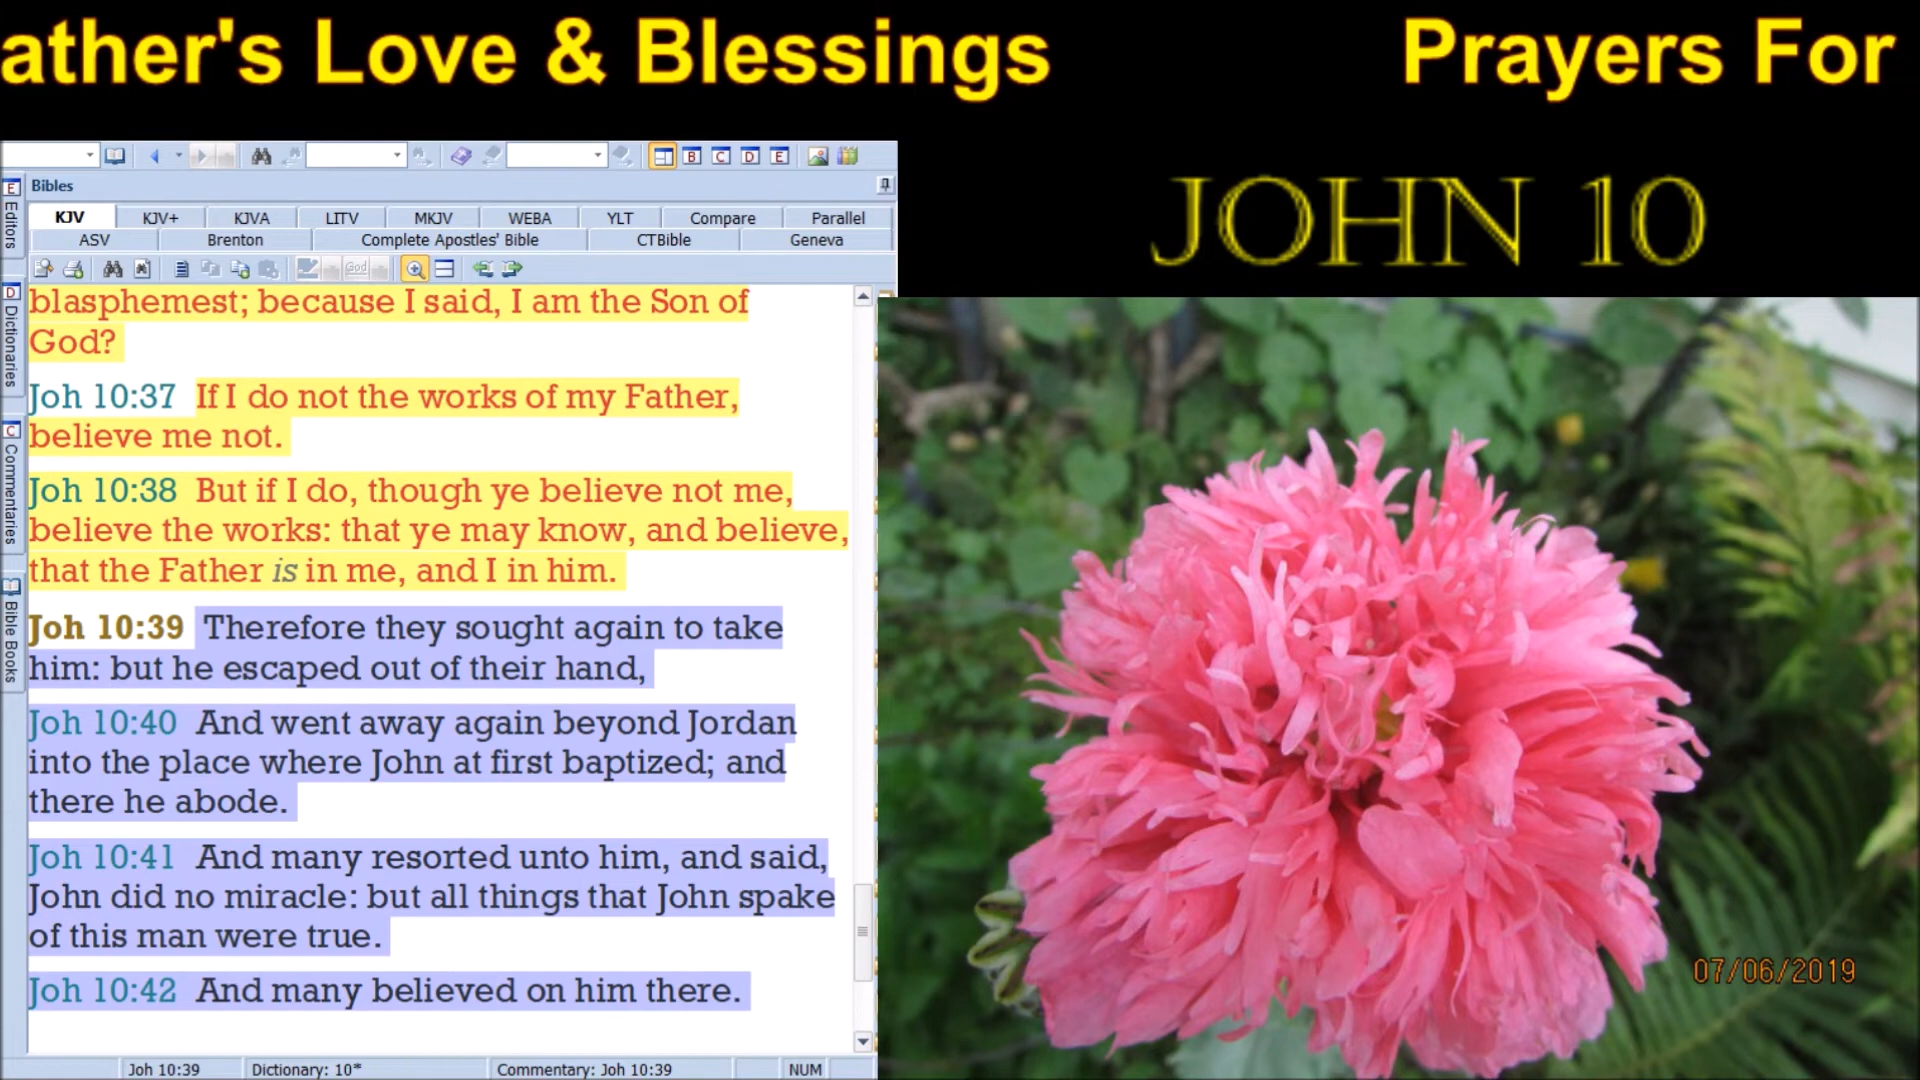 ather's Love & Blessings Prayers For
JOHN 10
B C D E
Bibles
KJV KJV+ KJVA LITV MKJV WEBA YLT Compare Parallel
ASV Brenton Complete Apostles' Bible CTBible Geneva
God
E Editors
D Dictionaries
C Commentaries
Bible Books
blasphemest; because I said, I am the Son of
God?
Joh 10:37 If I do not the works of my Father,
believe me not.
Joh 10:38 But if I do, though ye believe not me,
believe the works: that ye may know, and believe,
that the Father is in me, and I in him.
Joh 10:39 Therefore they sought again to take
him: but he escaped out of their hand,
Joh 10:40 And went away again beyond Jordan
into the place where John at first baptized; and
there he abode.
Joh 10:41 And many resorted unto him, and said,
John did no miracle: but all things that John spake
of this man were true.
Joh 10:42 And many believed on him there.
Joh 10:39 Dictionary: 10* Commentary: Joh 10:39 NUM
07/06/2019